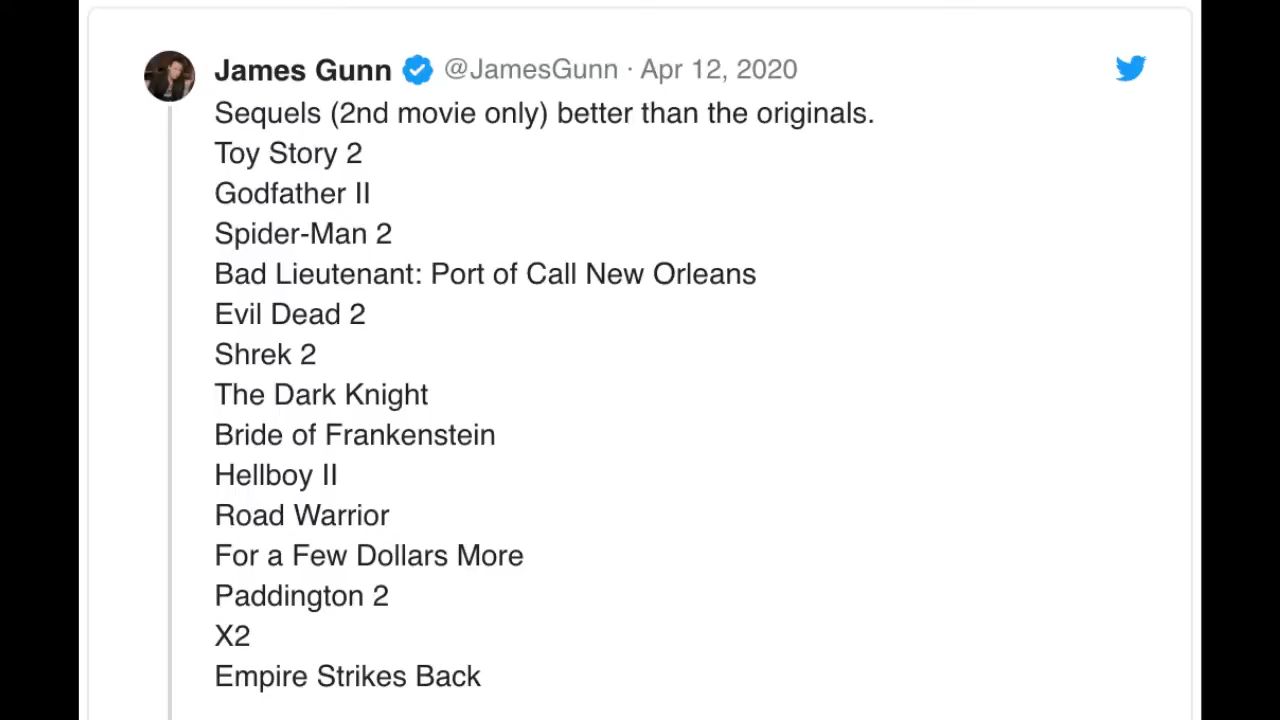 James Gunn @JamesGunn · Apr 12, 2020
Sequels (2nd movie only) better than the originals.
Toy Story 2
Godfather II
Spider-Man 2
Bad Lieutenant: Port of Call New Orleans
Evil Dead 2
Shrek 2
The Dark Knight
Bride of Frankenstein
Hellboy II
Road Warrior
For a Few Dollars More
Paddington 2
X2
Empire Strikes Back